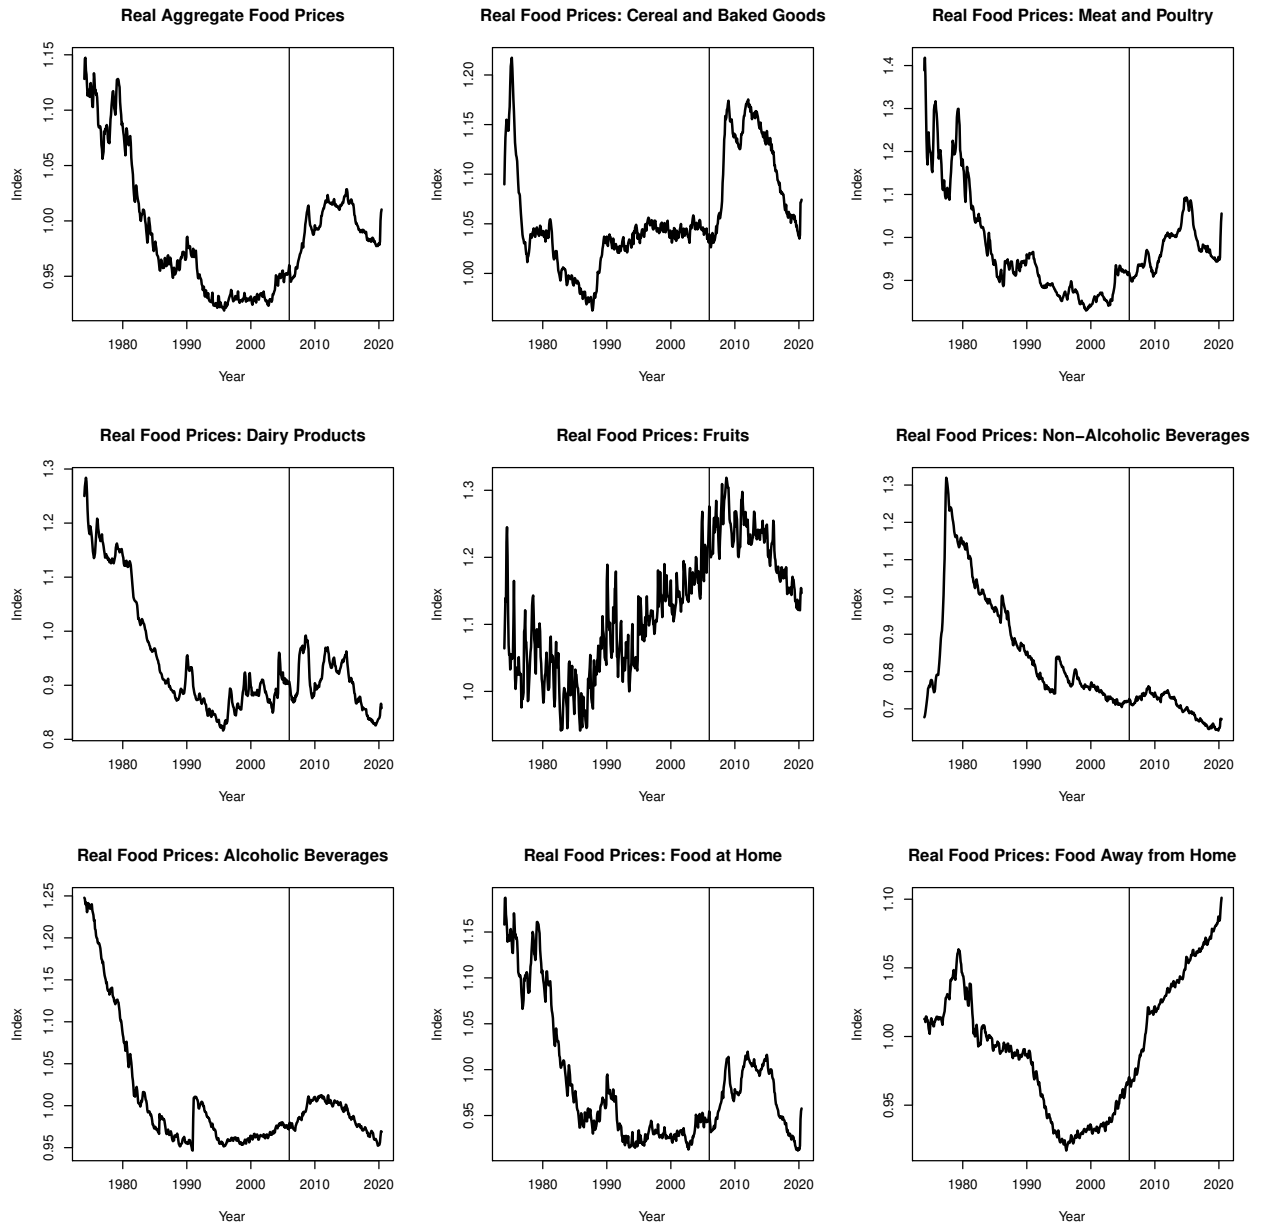 Real Aggregate Food Prices
Index
0.95 1.00 1.05 1.10 1.15
1980 1990 2000 2010 2020
Year
Real Food Prices: Cereal and Baked Goods
Index
1.00 1.05 1.10 1.15 1.20
1980 1990 2000 2010 2020
Year
Real Food Prices: Meat and Poultry
Index
0.9 1.0 1.1 1.2 1.3 1.4
1980 1990 2000 2010 2020
Year
Real Food Prices: Dairy Products
Index
0.8 0.9 1.0 1.1 1.2 1.3
1980 1990 2000 2010 2020
Year
Real Food Prices: Fruits
Index
1.0 1.1 1.2 1.3
1980 1990 2000 2010 2020
Year
Real Food Prices: Non−Alcoholic Beverages
Index
0.7 0.8 0.9 1.0 1.1 1.2 1.3
1980 1990 2000 2010 2020
Year
Real Food Prices: Alcoholic Beverages
Index
0.95 1.00 1.05 1.10 1.15 1.20 1.25
1980 1990 2000 2010 2020
Year
Real Food Prices: Food at Home
Index
0.95 1.00 1.05 1.10 1.15
1980 1990 2000 2010 2020
Year
Real Food Prices: Food Away from Home
Index
0.95 1.00 1.05 1.10
1980 1990 2000 2010 2020
Year